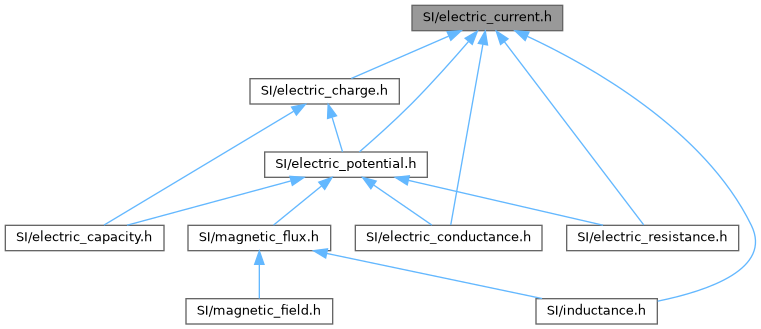 SI/electric_current.h
SI/electric_charge.h
SI/electric_potential.h
SI/electric_capacity.h
SI/magnetic_flux.h
SI/electric_conductance.h
SI/electric_resistance.h
SI/magnetic_field.h
SI/inductance.h